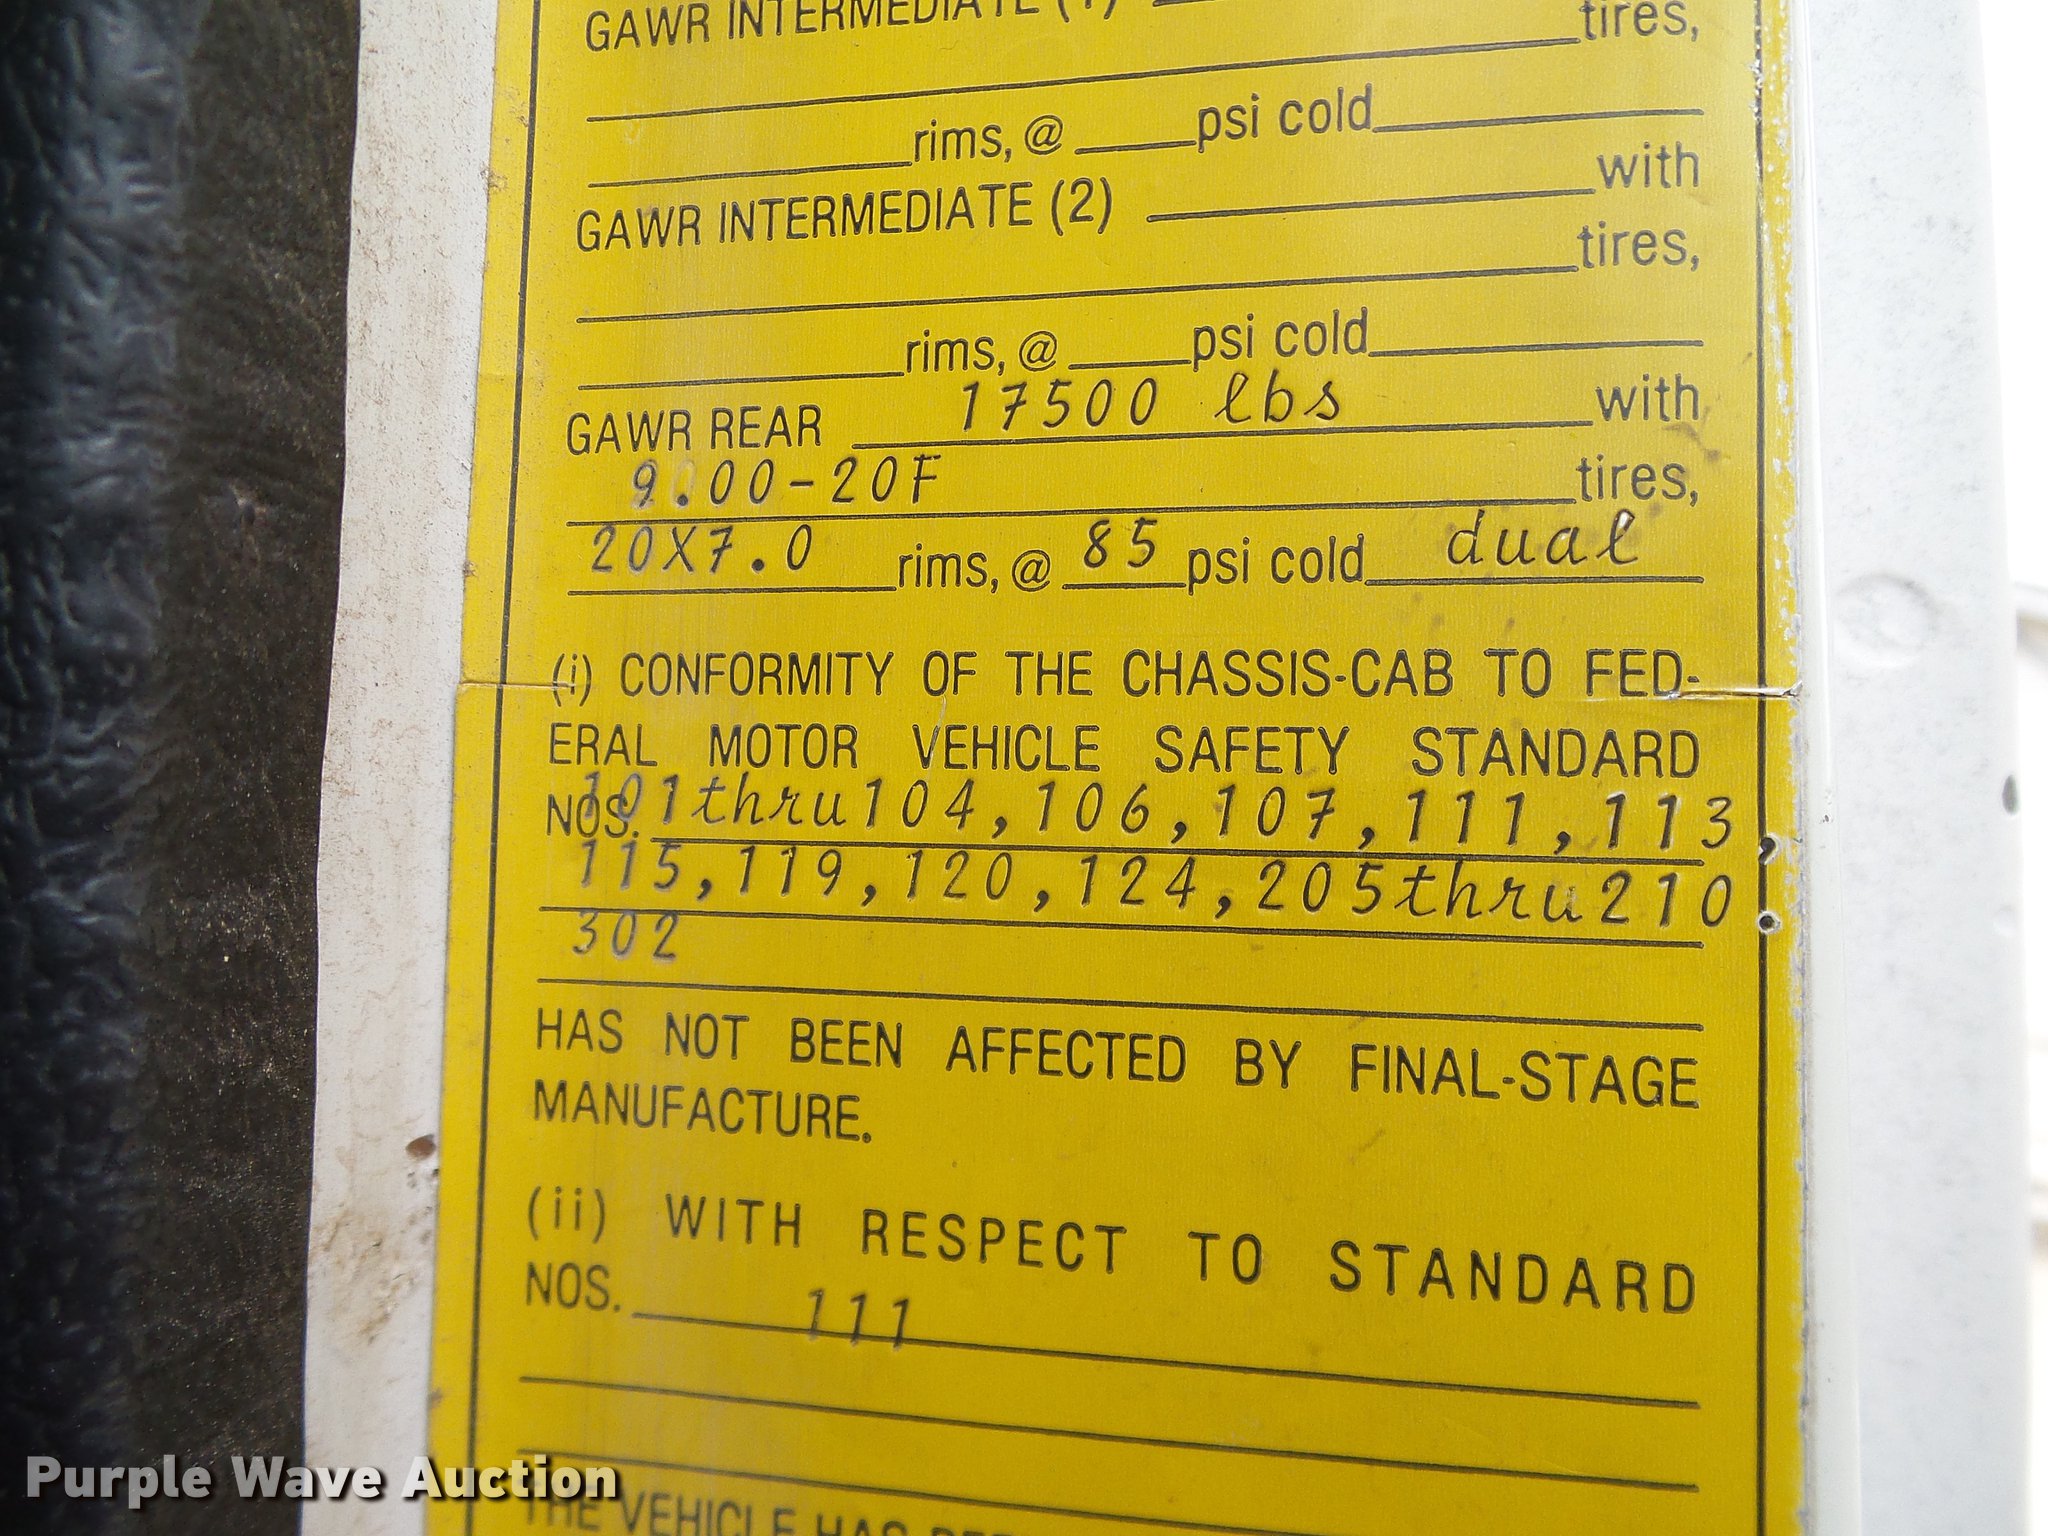 GAWR INTERMEDIATE (1)
tires,
rims, @ psi cold
GAWR INTERMEDIATE (2) with
tires,
rims, @ psi cold
GAWR REAR 17500 lbs with
9.00-20F tires,
20X7.0 rims, @ 85 psi cold dual
(i) CONFORMITY OF THE CHASSIS-CAB TO FED-
ERAL MOTOR VEHICLE SAFETY STANDARD
NOS. 101thru104,106,107,111,113,
115,119,120,124,205thru210
302
HAS NOT BEEN AFFECTED BY FINAL-STAGE
MANUFACTURE.
(ii) WITH RESPECT TO STANDARD
NOS. 111
THE VEHICLE HAS
Purple Wave Auction